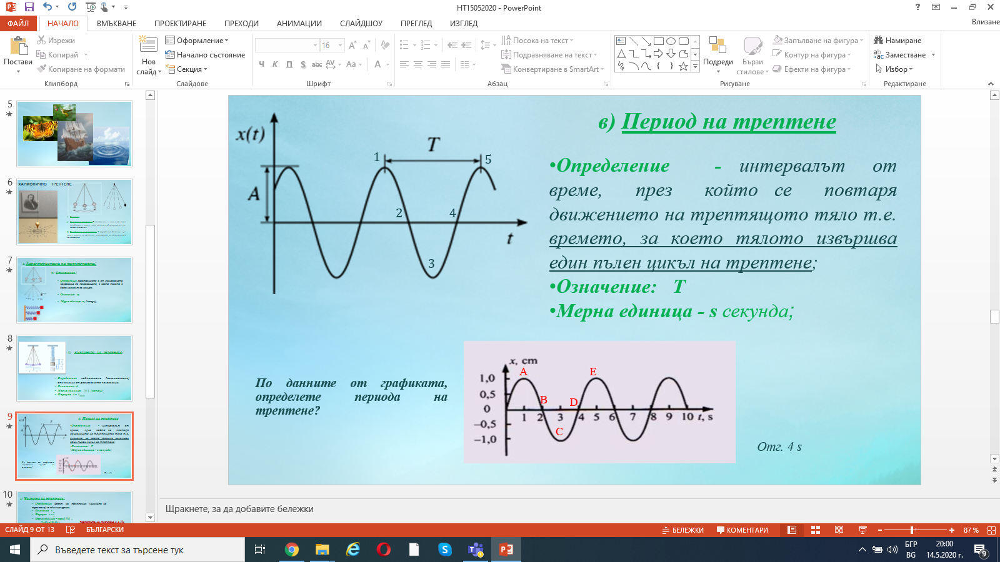 HT15052020 - PowerPoint
ФАЙЛ НАЧАЛО ВМЪКВАНЕ ПРОЕКТИРАНЕ ПРЕХОДИ АНИМАЦИИ СЛАЙДШОУ ПРЕГЛЕД ИЗГЛЕД Влизане
Постави
Изрежи
Копирай
Копиране на формати
Клипборд
Нов слайд
Оформление
Начално състояние
Секция
Слайдове
16
Ч К П S abc AV Aa A
Шрифт
Посока на текст
Подравняване на текст
Конвертиране в SmartArt
Абзац
Подреди
Бързи стилове
Запълване на фигура
Контур на фигура
Ефекти на фигура
Рисуване
Намиране
Заместване
Избор
Редактиране
5
6
ХАРМОНИЧНО ТРЕПТЕНЕ
7
8
9
10
x(t)
A
T
t
1
2
3
4
5
в) Период на трептене
•Определение - интервалът от
време, през който се повтаря
движението на трептящото тяло т.е.
времето, за което тялото извършва
един пълен цикъл на трептене;
•Означение: T
•Мерна единица - s секунда;
По данните от графиката,
определете периода на
трептене?
x, cm
1,0
0,5
0
–0,5
–1,0
A
B
C
D
E
1 2 3 4 5 6 7 8 9 10 t, s
Отг. 4 s
Щракнете, за да добавите бележки
СЛАЙД 9 ОТ 13 БЪЛГАРСКИ БЕЛЕЖКИ КОМЕНТАРИ 87 %
Въведете текст за търсене тук
БГР
BG
20:00
14.5.2020 г.
9